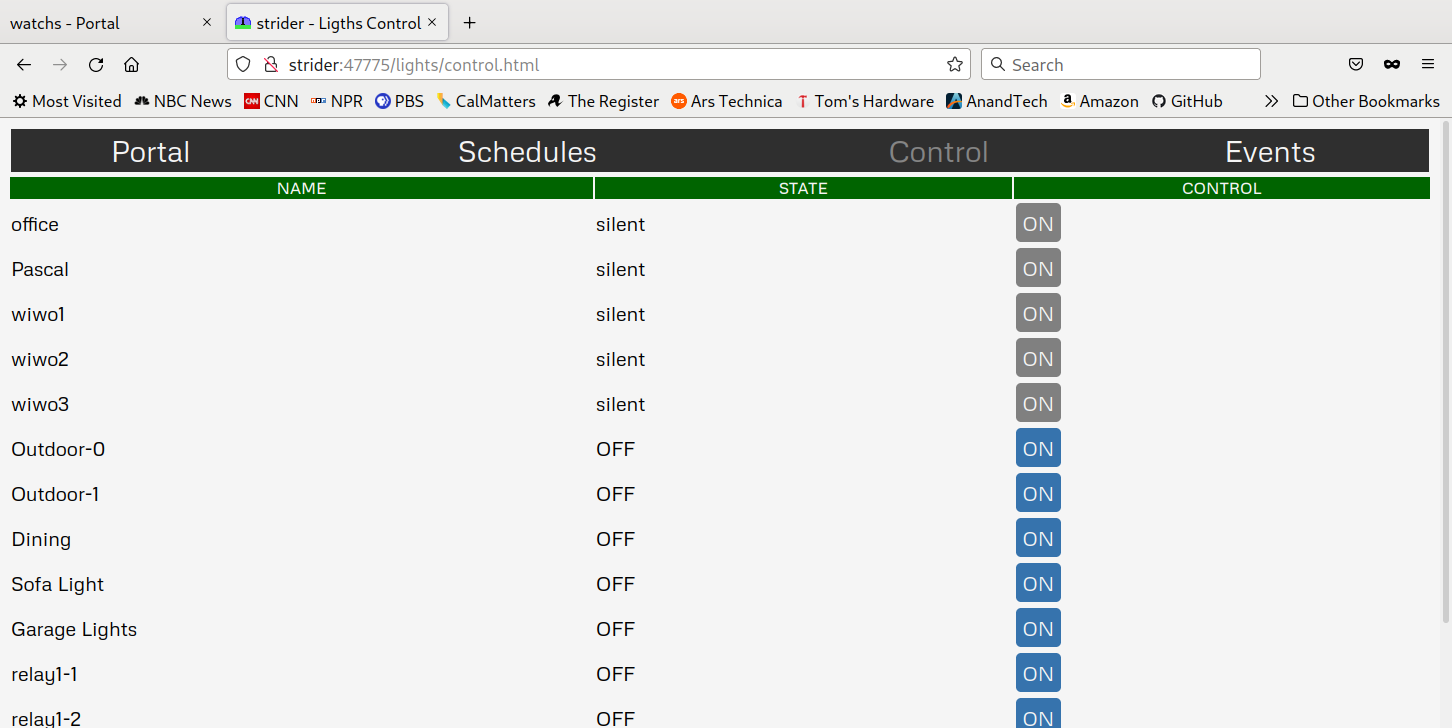 watchs - Portal strider - Ligths Control
strider:47775/lights/control.html Search
Most Visited NBC News CNN NPR PBS CalMatters The Register Ars Technica Tom's Hardware AnandTech Amazon GitHub Other Bookmarks
Portal Schedules Control Events
NAME STATE CONTROL
office silent ON
Pascal silent ON
wiwo1 silent ON
wiwo2 silent ON
wiwo3 silent ON
Outdoor-0 OFF ON
Outdoor-1 OFF ON
Dining OFF ON
Sofa Light OFF ON
Garage Lights OFF ON
relay1-1 OFF ON
relay1-2 OFF ON